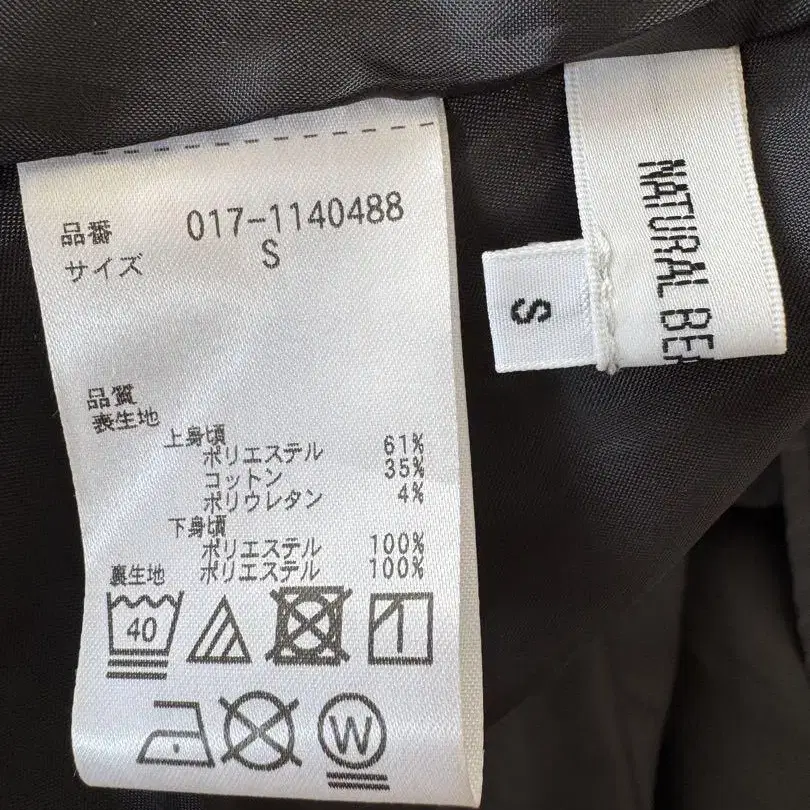 品番 017-1140488
サイズ S
品質
表生地
上身頃
ポリエステル 61%
コットン 35%
ポリウレタン 4%
下身頃
ポリエステル 100%
裏生地 ポリエステル 100%
40
W
NATURAL BEA
S